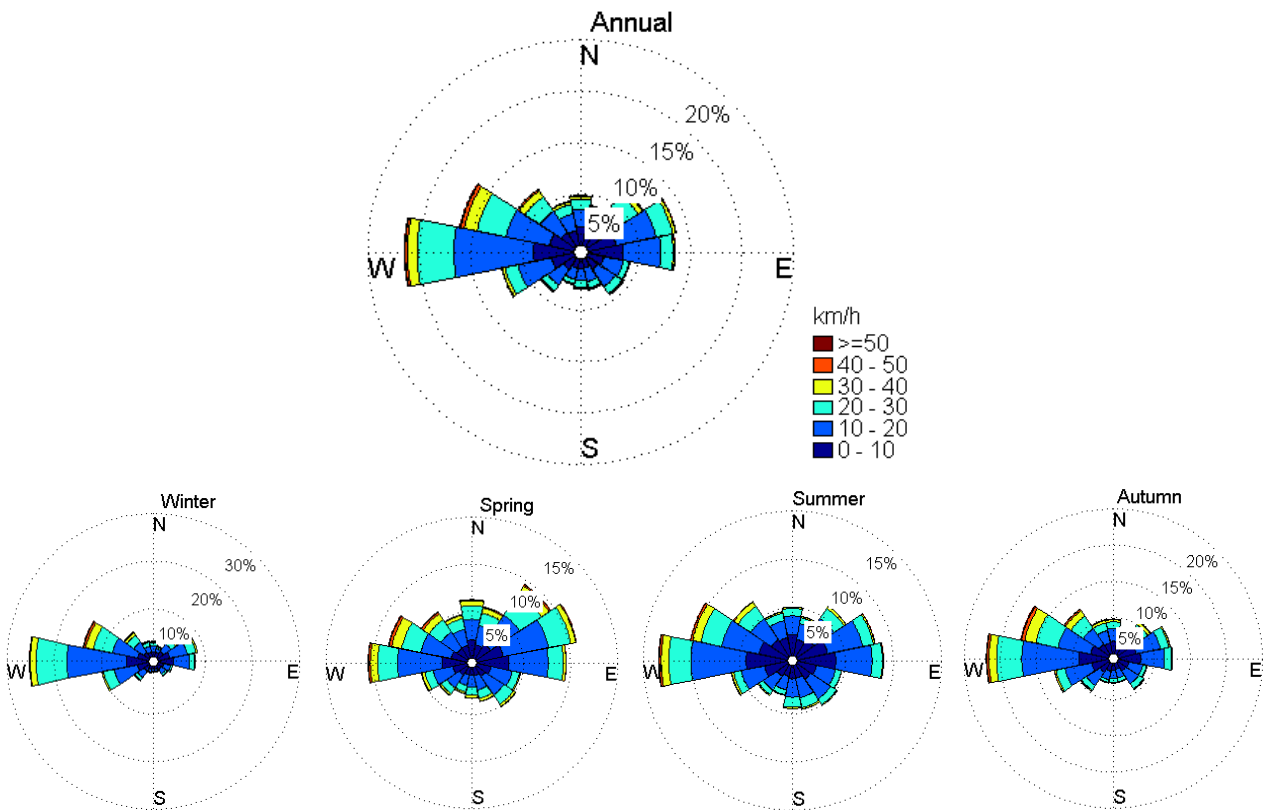 Annual
N
20%
15%
10%
5%
W
E
S
km/h
>=50
40 - 50
30 - 40
20 - 30
10 - 20
0 - 10
Winter
N
30%
20%
10%
W
E
S
Spring
N
15%
10%
5%
W
E
S
Summer
N
15%
10%
5%
W
E
S
Autumn
N
20%
15%
10%
5%
W
E
S